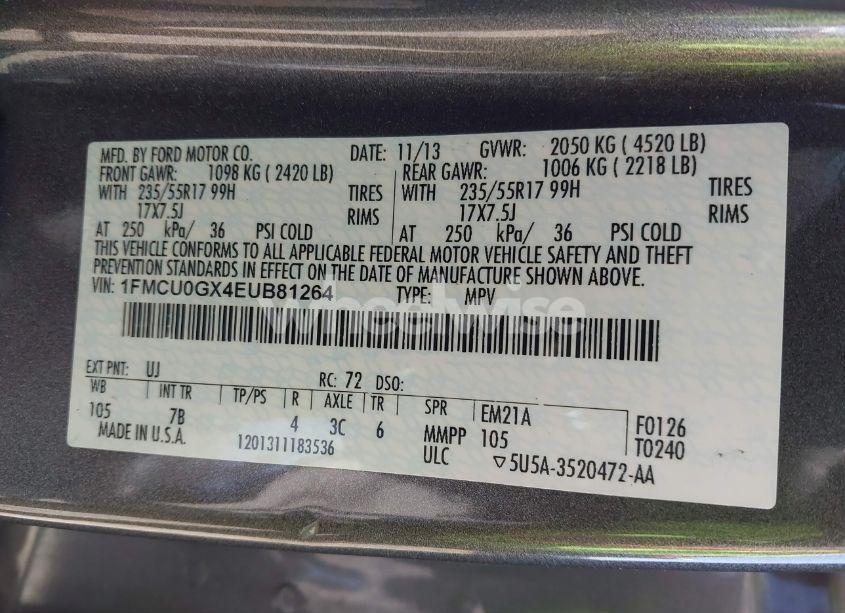 MFD. BY FORD MOTOR CO. DATE: 11/13 GVWR: 2050 KG ( 4520 LB)
FRONT GAWR: 1098 KG ( 2420 LB) REAR GAWR: 1006 KG ( 2218 LB)
WITH 235/55R17 99H TIRES WITH 235/55R17 99H TIRES
17X7.5J RIMS 17X7.5J RIMS
AT 250 kPa/ 36 PSI COLD AT 250 kPa/ 36 PSI COLD
THIS VEHICLE CONFORMS TO ALL APPLICABLE FEDERAL MOTOR VEHICLE SAFETY AND THEFT
PREVENTION STANDARDS IN EFFECT ON THE DATE OF MANUFACTURE SHOWN ABOVE.
VIN: 1FMCU0GX4EUB81264 TYPE: MPV
wheelwise
EXT PNT: UJ RC: 72 DSO:
WB INT TR TP/PS R AXLE TR SPR EM21A F0126
105 7B 4 3C 6 MMPP 105 T0240
MADE IN U.S.A. 1201311183536 ULC ▽5U5A-3520472-AA